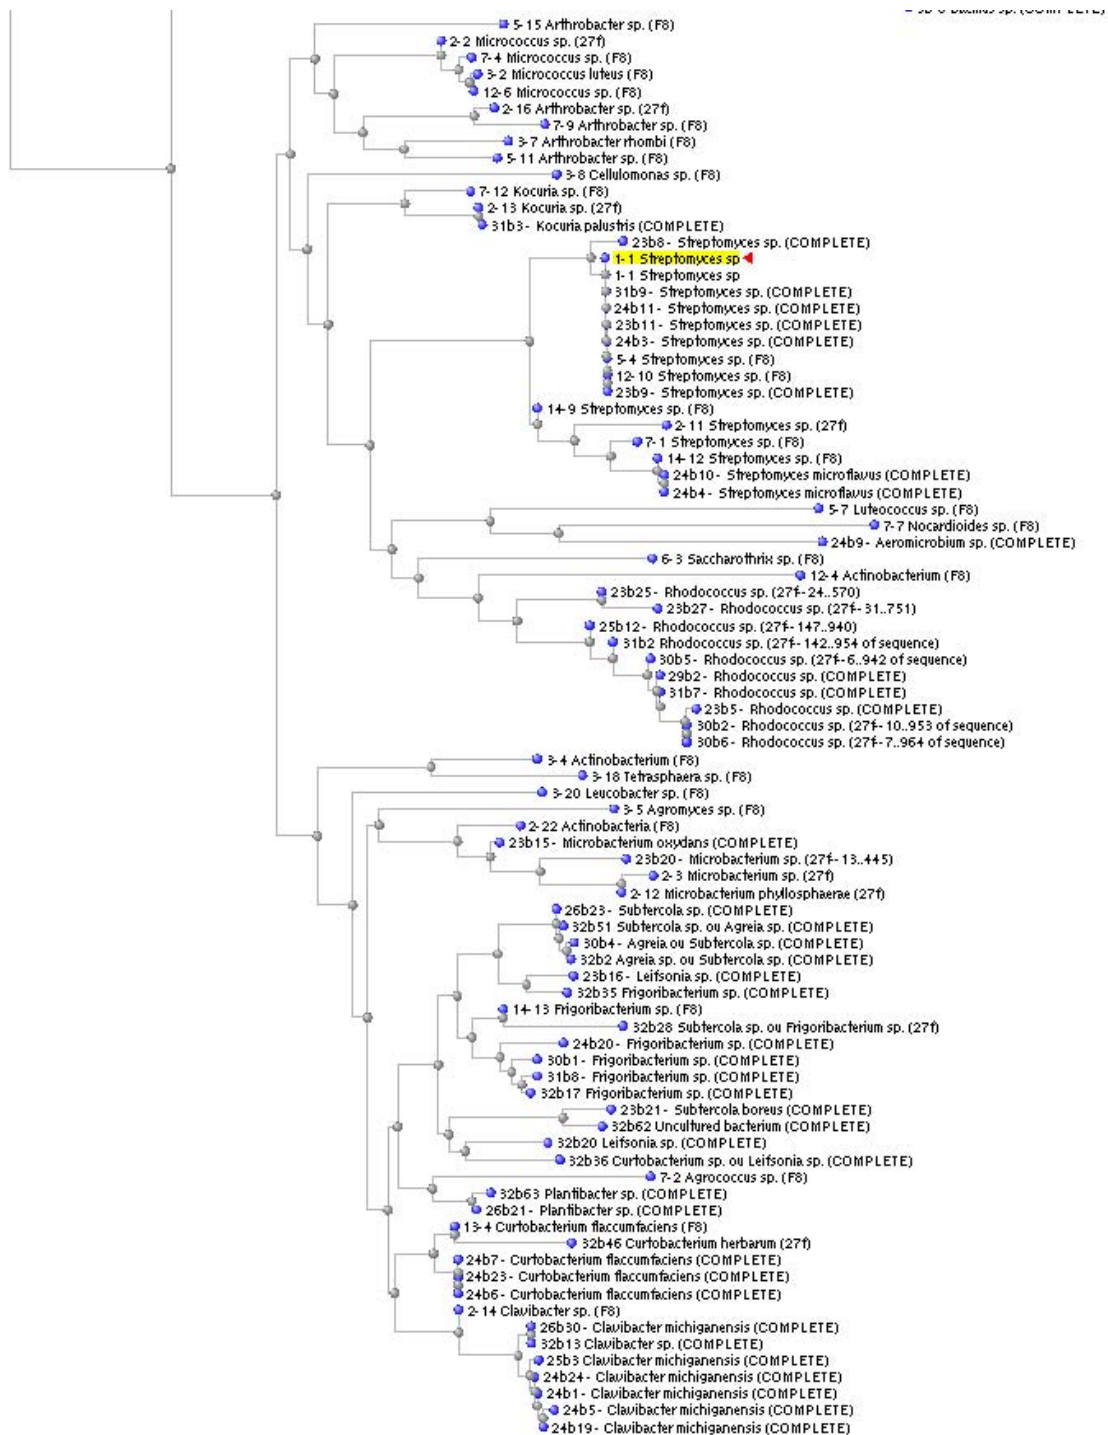 5-15 Arthrobacter sp. (F8)
2-2 Micrococcus sp. (27f)
7-4 Micrococcus sp. (F8)
3-2 Micrococcus luteus (F8)
12-6 Micrococcus sp. (F8)
2-16 Arthrobacter sp. (27f)
7-9 Arthrobacter sp. (F8)
3-7 Arthrobacter rhombi (F8)
5-11 Arthrobacter sp. (F8)
3-8 Cellulomonas sp. (F8)
7-12 Kocuria sp. (F8)
2-13 Kocuria sp. (27f)
31b3- Kocuria palustris (COMPLETE)
23b8- Streptomyces sp. (COMPLETE)
1-1 Streptomyces sp
1-1 Streptomyces sp
31b9- Streptomyces sp. (COMPLETE)
24b11- Streptomyces sp. (COMPLETE)
23b11- Streptomyces sp. (COMPLETE)
24b3- Streptomyces sp. (COMPLETE)
5-4 Streptomyces sp. (F8)
12-10 Streptomyces sp. (F8)
23b9- Streptomyces sp. (COMPLETE)
14-9 Streptomyces sp. (F8)
2-11 Streptomyces sp. (27f)
7-1 Streptomyces sp. (F8)
14-12 Streptomyces sp. (F8)
24b10- Streptomyces microflavus (COMPLETE)
24b4- Streptomyces microflavus (COMPLETE)
5-7 Luteococcus sp. (F8)
7-7 Nocardioides sp. (F8)
24b9- Aeromicrobium sp. (COMPLETE)
6-3 Saccharothrix sp. (F8)
12-4 Actinobacterium (F8)
23b25- Rhodococcus sp. (27f-24..570)
23b27- Rhodococcus sp. (27f-31..751)
25b12- Rhodococcus sp. (27f-147..940)
31b2 Rhodococcus sp. (27f-142..954 of sequence)
30b5- Rhodococcus sp. (27f-6..942 of sequence)
29b2- Rhodococcus sp. (COMPLETE)
31b7- Rhodococcus sp. (COMPLETE)
23b5- Rhodococcus sp. (COMPLETE)
30b2- Rhodococcus sp. (27f-10..953 of sequence)
30b6- Rhodococcus sp. (27f-7..964 of sequence)
3-4 Actinobacterium (F8)
3-18 Tetrasphaera sp. (F8)
3-20 Leucobacter sp. (F8)
3-5 Agromyces sp. (F8)
2-22 Actinobacteria (F8)
23b15- Microbacterium oxydans (COMPLETE)
23b20- Microbacterium sp. (27f-13..445)
2-3 Microbacterium sp. (27f)
2-12 Microbacterium phyllosphaerae (27f)
26b23- Subtercola sp. (COMPLETE)
32b51 Subtercola sp. ou Agreia sp. (COMPLETE)
30b4- Agreia ou Subtercola sp. (COMPLETE)
32b2 Agreia sp. ou Subtercola sp. (COMPLETE)
23b16- Leifsonia sp. (COMPLETE)
32b35 Frigoribacterium sp. (COMPLETE)
14-13 Frigoribacterium sp. (F8)
32b28 Subtercola sp. ou Frigoribacterium sp. (27f)
24b20- Frigoribacterium sp. (COMPLETE)
30b1- Frigoribacterium sp. (COMPLETE)
31b8- Frigoribacterium sp. (COMPLETE)
32b17 Frigoribacterium sp. (COMPLETE)
23b21- Subtercola boreus (COMPLETE)
32b62 Uncultured bacterium (COMPLETE)
32b20 Leifsonia sp. (COMPLETE)
32b36 Curtobacterium sp. ou Leifsonia sp. (COMPLETE)
7-2 Agrococcus sp. (F8)
32b63 Plantibacter sp. (COMPLETE)
26b21- Plantibacter sp. (COMPLETE)
13-4 Curtobacterium flaccumfaciens (F8)
32b46 Curtobacterium herbarum (27f)
24b7- Curtobacterium flaccumfaciens (COMPLETE)
24b23- Curtobacterium flaccumfaciens (COMPLETE)
24b6- Curtobacterium flaccumfaciens (COMPLETE)
2-14 Clavibacter sp. (F8)
26b30- Clavibacter michiganensis (COMPLETE)
32b13 Clavibacter sp. (COMPLETE)
25b3 Clavibacter michiganensis (COMPLETE)
24b24- Clavibacter michiganensis (COMPLETE)
24b1- Clavibacter michiganensis (COMPLETE)
24b5- Clavibacter michiganensis (COMPLETE)
24b19- Clavibacter michiganensis (COMPLETE)